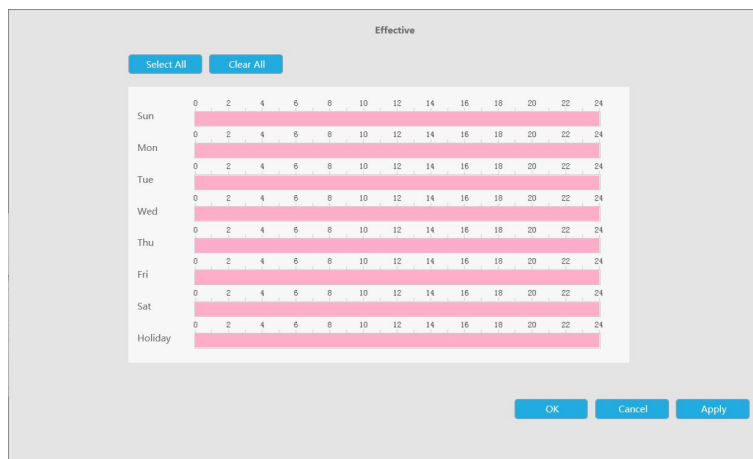 Effective
Select All Clear All
0 2 4 6 8 10 12 14 16 18 20 22 24
Sun
0 2 4 6 8 10 12 14 16 18 20 22 24
Mon
0 2 4 6 8 10 12 14 16 18 20 22 24
Tue
0 2 4 6 8 10 12 14 16 18 20 22 24
Wed
0 2 4 6 8 10 12 14 16 18 20 22 24
Thu
0 2 4 6 8 10 12 14 16 18 20 22 24
Fri
0 2 4 6 8 10 12 14 16 18 20 22 24
Sat
0 2 4 6 8 10 12 14 16 18 20 22 24
Holiday
OK Cancel Apply